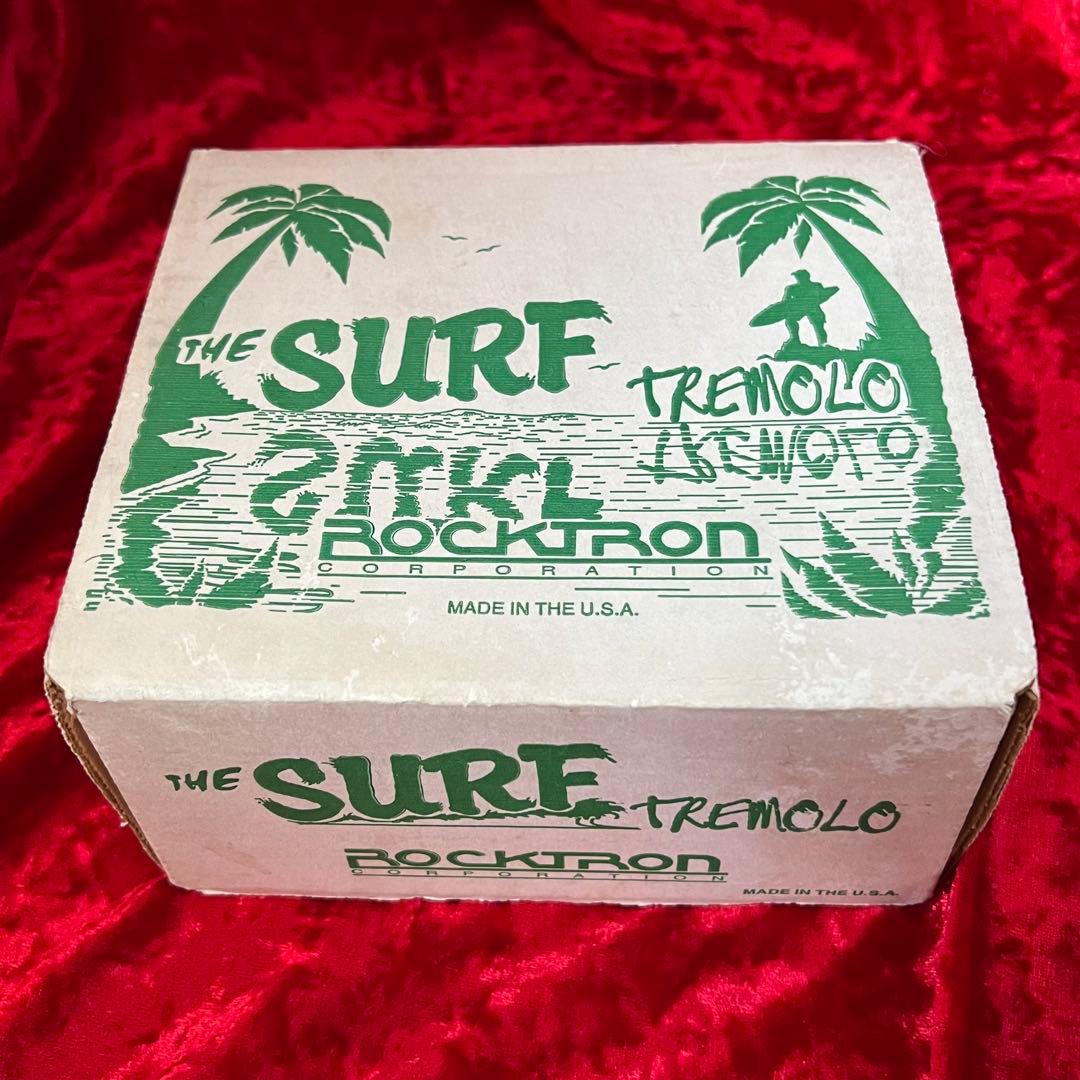 THE SURF
TREMOLO
ROCKTRON
CORPORATION
MADE IN THE U.S.A.
THE SURF TREMOLO
ROCKTRON
CORPORATION
MADE IN THE U.S.A.